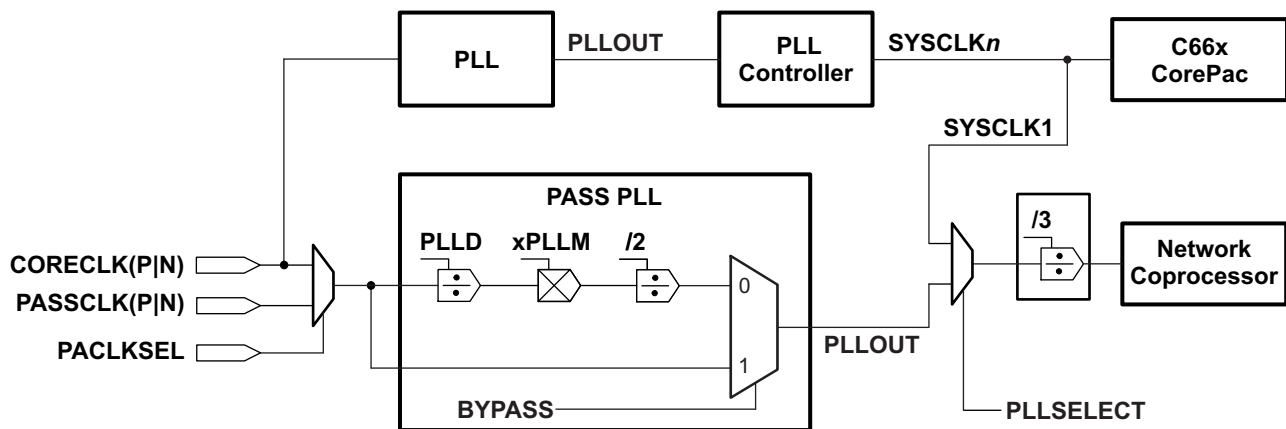 PLL
PLLOUT
PLL
Controller
SYSCLKn
C66x
CorePac
SYSCLK1
PASS PLL
/3
PLLD
xPLLM
/2
CORECLK(P|N)
0
Network
Coprocessor
PASSCLK(P|N)
PLLOUT
PACLKSEL
1
BYPASS
PLLSELECT